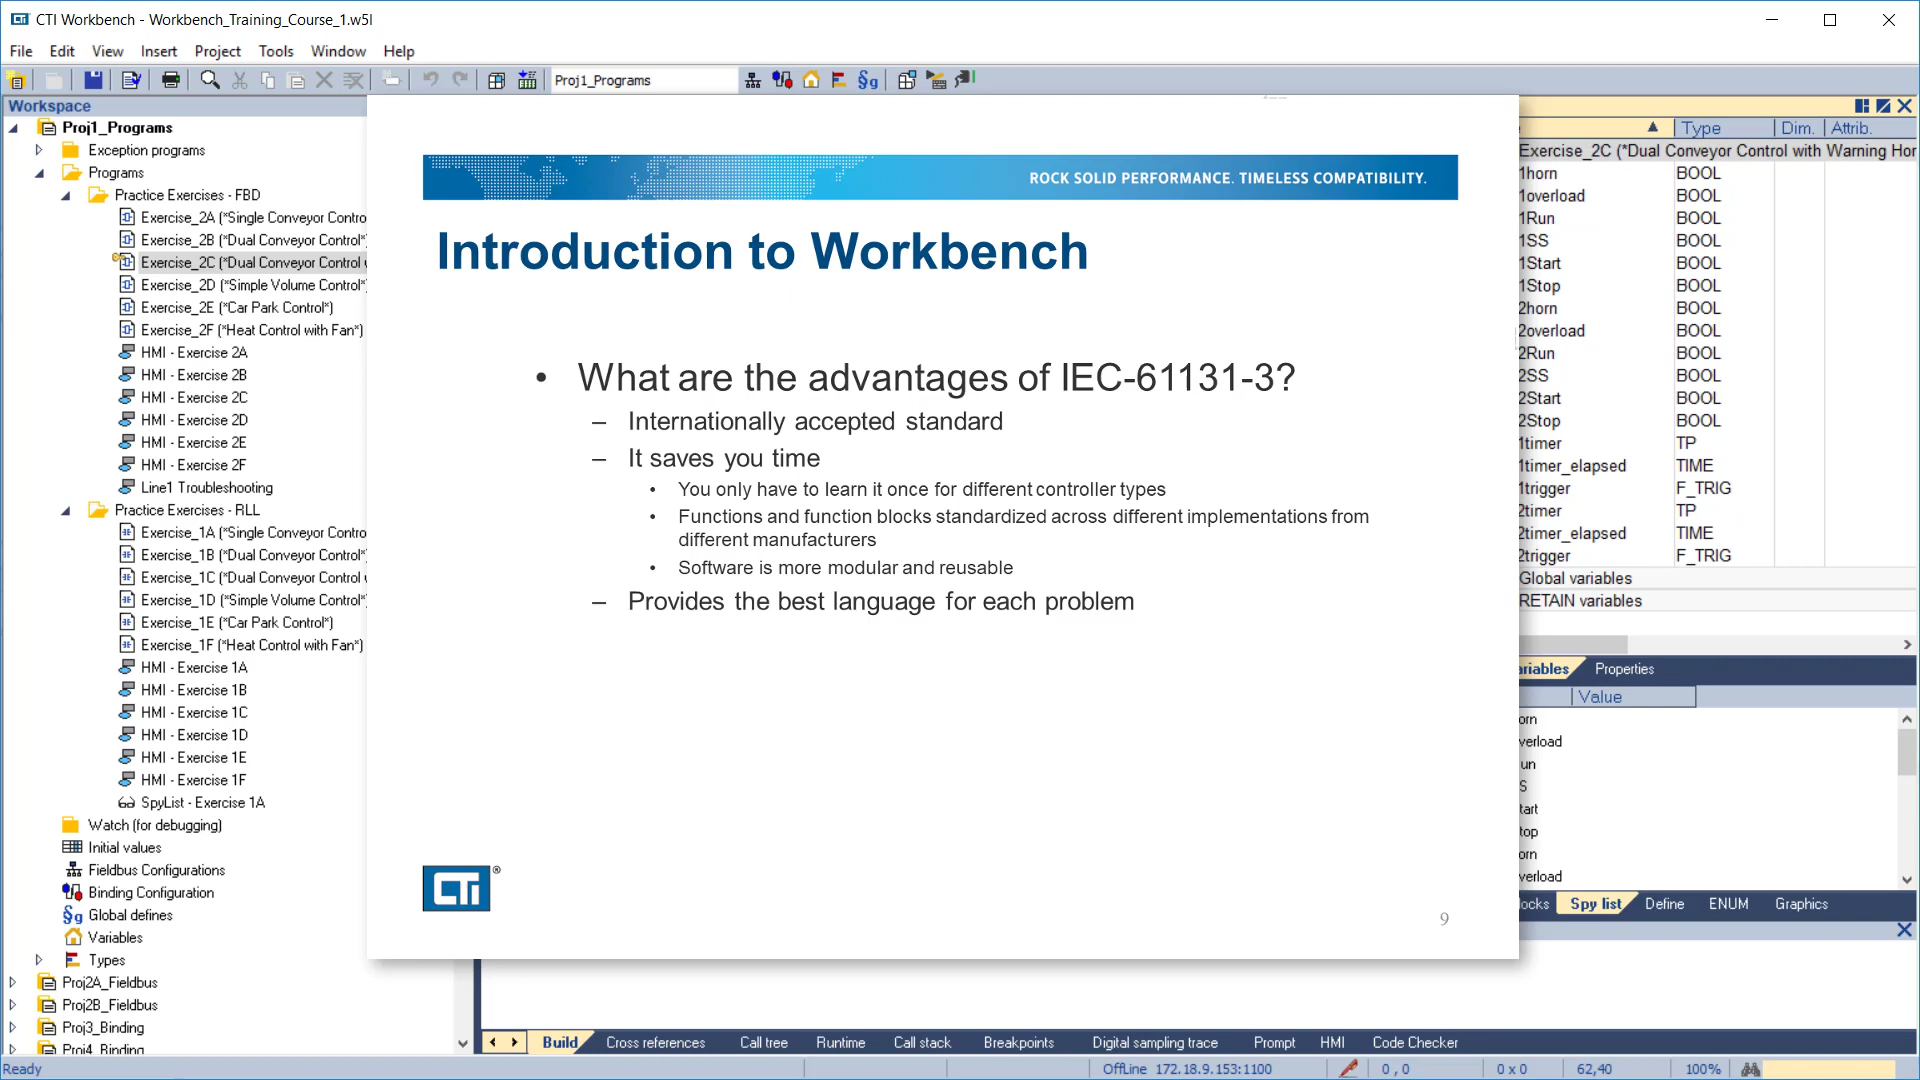 CTI Workbench - Workbench_Training_Course_1.w5l
File Edit View Insert Project Tools Window Help
Proj1_Programs
Workspace
Proj1_Programs
Exception programs
Programs
Practice Exercises - FBD
Exercise_2A (*Single Conveyor Contro
Exercise_2B (*Dual Conveyor Control*)
Exercise_2C (*Dual Conveyor Control
Exercise_2D (*Simple Volume Control*)
Exercise_2E (*Car Park Control*)
Exercise_2F (*Heat Control with Fan*)
HMI - Exercise 2A
HMI - Exercise 2B
HMI - Exercise 2C
HMI - Exercise 2D
HMI - Exercise 2E
HMI - Exercise 2F
Line1 Troubleshooting
Practice Exercises - RLL
Exercise_1A (*Single Conveyor Contro
Exercise_1B (*Dual Conveyor Control*)
Exercise_1C (*Dual Conveyor Control
Exercise_1D (*Simple Volume Control*)
Exercise_1E (*Car Park Control*)
Exercise_1F (*Heat Control with Fan*)
HMI - Exercise 1A
HMI - Exercise 1B
HMI - Exercise 1C
HMI - Exercise 1D
HMI - Exercise 1E
HMI - Exercise 1F
SpyList - Exercise 1A
Watch (for debugging)
Initial values
Fieldbus Configurations
Binding Configuration
Global defines
Variables
Types
Proj2A_Fieldbus
Proj2B_Fieldbus
Proj3_Binding
Proj4_Binding
ROCK SOLID PERFORMANCE. TIMELESS COMPATIBILITY.
Introduction to Workbench
• What are the advantages of IEC-61131-3?
– Internationally accepted standard
– It saves you time
• You only have to learn it once for different controller types
• Functions and function blocks standardized across different implementations from
different manufacturers
• Software is more modular and reusable
– Provides the best language for each problem
CTi ®
9
Type Dim. Attrib.
Exercise_2C (*Dual Conveyor Control with Warning Hor
1horn BOOL
1overload BOOL
1Run BOOL
1SS BOOL
1Start BOOL
1Stop BOOL
2horn BOOL
2overload BOOL
2Run BOOL
2SS BOOL
2Start BOOL
2Stop BOOL
1timer TP
1timer_elapsed TIME
1trigger F_TRIG
2timer TP
2timer_elapsed TIME
2trigger F_TRIG
Global variables
RETAIN variables
ariables Properties
Value
orn
verload
un
S
tart
top
orn
verload
locks Spy list Define ENUM Graphics
Build Cross references Call tree Runtime Call stack Breakpoints Digital sampling trace Prompt HMI Code Checker
Ready OffLine 172.18.9.153:1100 0 , 0 0 x 0 62,40 100%